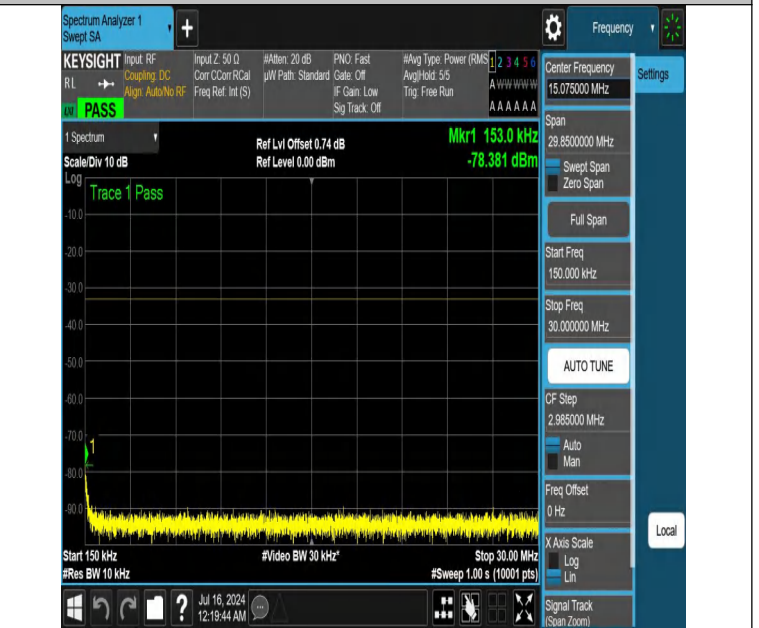 Spectrum Analyzer 1
Swept SA
+
Frequency
KEYSIGHT
RL
PASS
Input: RF
Coupling: DC
Align: Auto/No RF
Input Z: 50 Ω
Corr CCorr RCal
Freq Ref: Int (S)
#Atten: 20 dB
µW Path: Standard
PNO: Fast
Gate: Off
IF Gain: Low
Sig Track: Off
#Avg Type: Power (RMS
Avg|Hold: 5/5
Trig: Free Run
1 2 3 4 5 6
A W W W W W
A A A A A A
1 Spectrum
Scale/Div 10 dB
Ref Lvl Offset 0.74 dB
Ref Level 0.00 dBm
Mkr1 153.0 kHz
-78.381 dBm
Log
Trace 1 Pass
-10.0
-20.0
-30.0
-40.0
-50.0
-60.0
-70.0
-80.0
-90.0
1
Start 150 kHz
#Res BW 10 kHz
#Video BW 30 kHz*
Stop 30.00 MHz
#Sweep 1.00 s (10001 pts)
Jul 16, 2024
12:19:44 AM
?
Center Frequency
15.075000 MHz
Settings
Span
29.8500000 MHz
Swept Span
Zero Span
Full Span
Start Freq
150.000 kHz
Stop Freq
30.000000 MHz
AUTO TUNE
CF Step
2.985000 MHz
Auto
Man
Freq Offset
0 Hz
Local
X Axis Scale
Log
Lin
Signal Track
(Span Zoom)